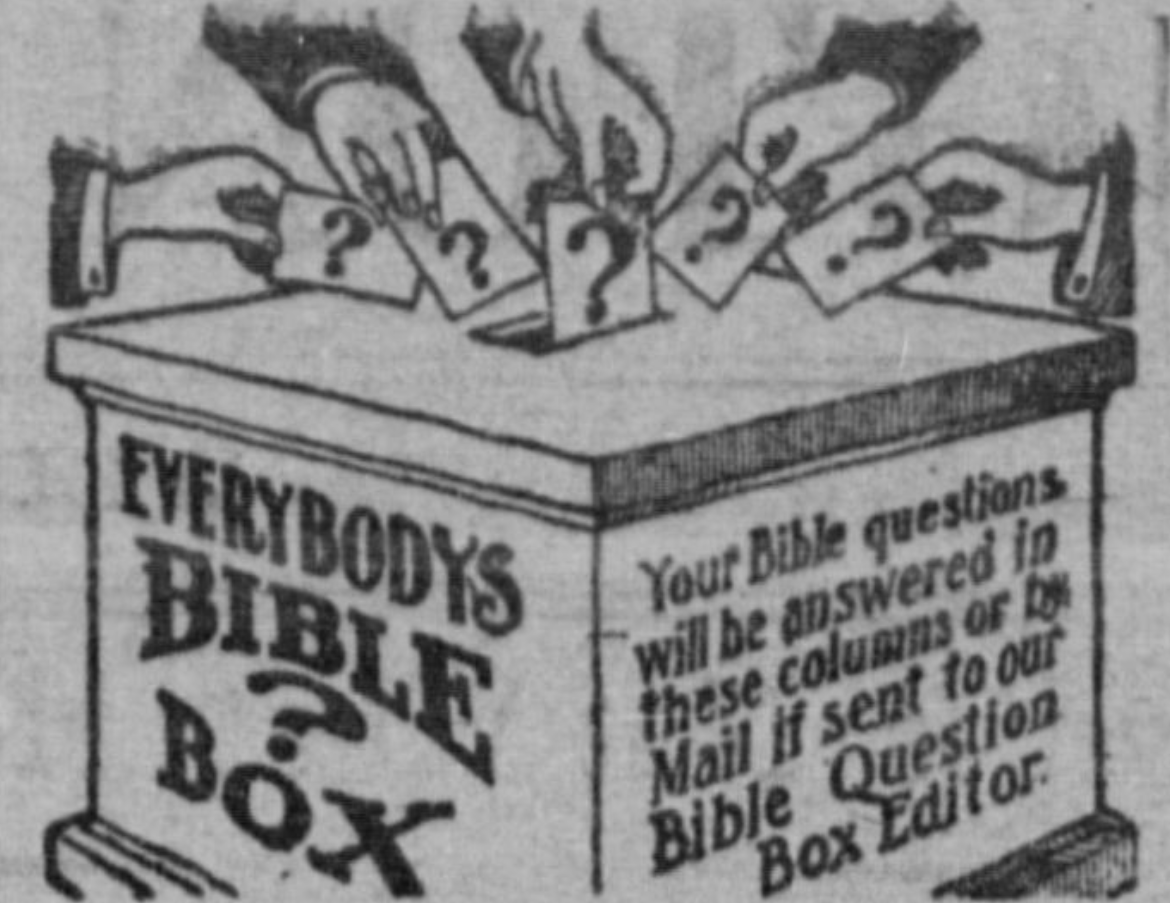 ?
?
?
?
?
EVERYBODYS
BIBLE
?
BOX
Your Bible questions
will be answered in
these columns or by
Mail if sent to our
Bible Question
Box Editor.